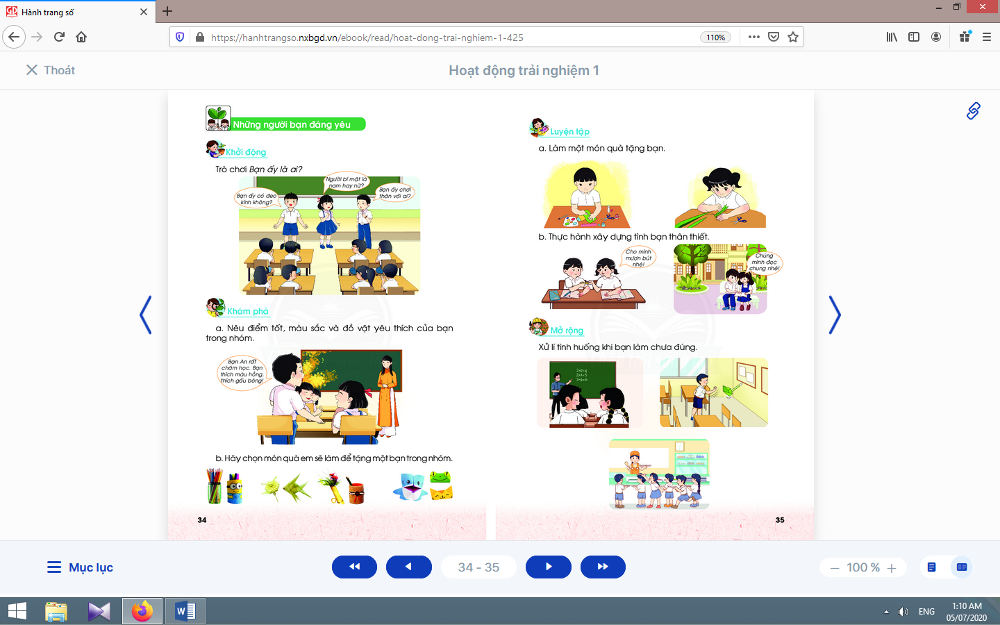 Hành trang số
https://hanhtrangso.nxbgd.vn/ebook/read/hoat-dong-trai-nghiem-1-425
110%
Thoát
Hoạt động trải nghiệm 1
Những người bạn đáng yêu
Khởi động
Trò chơi Bạn ấy là ai?
Bạn ấy có đeo
kính không?
Người bí mật là
nam hay nữ?
Bạn ấy chơi
thân với ai?
Khám phá
a. Nêu điểm tốt, màu sắc và đồ vật yêu thích của bạn
trong nhóm.
Bạn An rất
chăm học. Bạn
thích màu hồng,
thích gấu bông!
b. Hãy chọn món quà em sẽ làm để tặng một bạn trong nhóm.
34
Luyện tập
a. Làm một món quà tặng bạn.
b. Thực hành xây dựng tình bạn thân thiết.
Cho mình
mượn bút
nhé!
Chúng
mình đọc
chung nhé!
Mở rộng
Xử lí tình huống khi bạn làm chưa đúng.
2+2=4
2+3=5
2+4=6
35
Mục lục
34 - 35
100 %
ENG
1:10 AM
05/07/2020